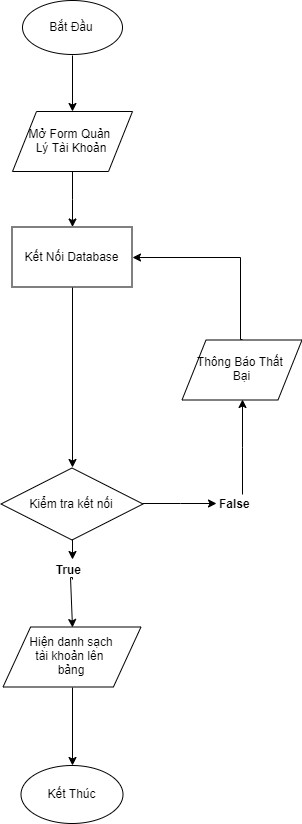 Bắt Đầu
Mở Form Quản
Lý Tài Khoản
Kết Nối Database
Thông Báo Thất
Bại
Kiểm tra kết nối
False
True
Hiện danh sạch
tài khoản lên
bảng
Kết Thúc